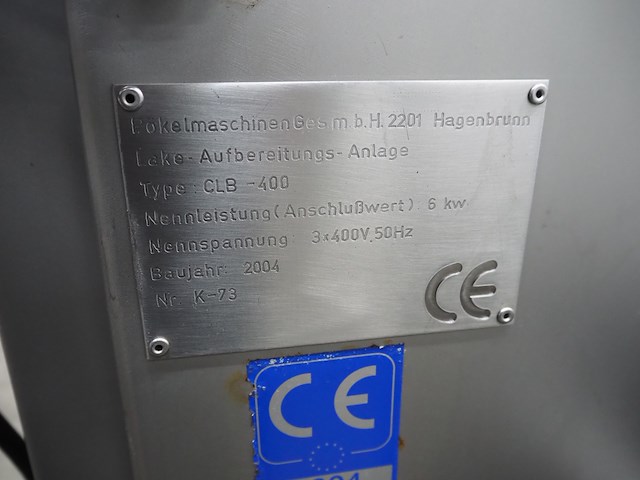 PökelmaschinenGes.m.b.H. 2201 Hagenbrunn
Lake-Aufbereitungs-Anlage
Type: CLB-400
Nennleistung(Anschlußwert): 6 kw
Nennspannung: 3x400V,50Hz
Baujahr: 2004
Nr. K-73
CE
CE